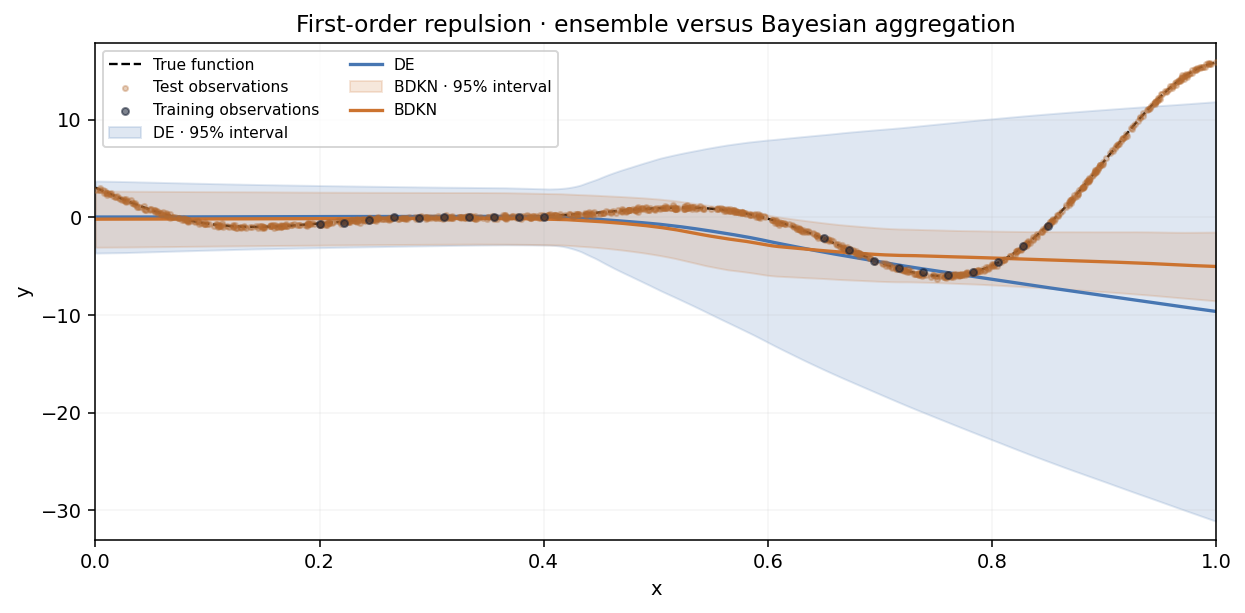 First-order repulsion · ensemble versus Bayesian aggregation
True function
Test observations
Training observations
DE · 95% interval
DE
BDKN · 95% interval
BDKN
10
0
−10
−20
−30
y
0.0 0.2 0.4 0.6 0.8 1.0
x